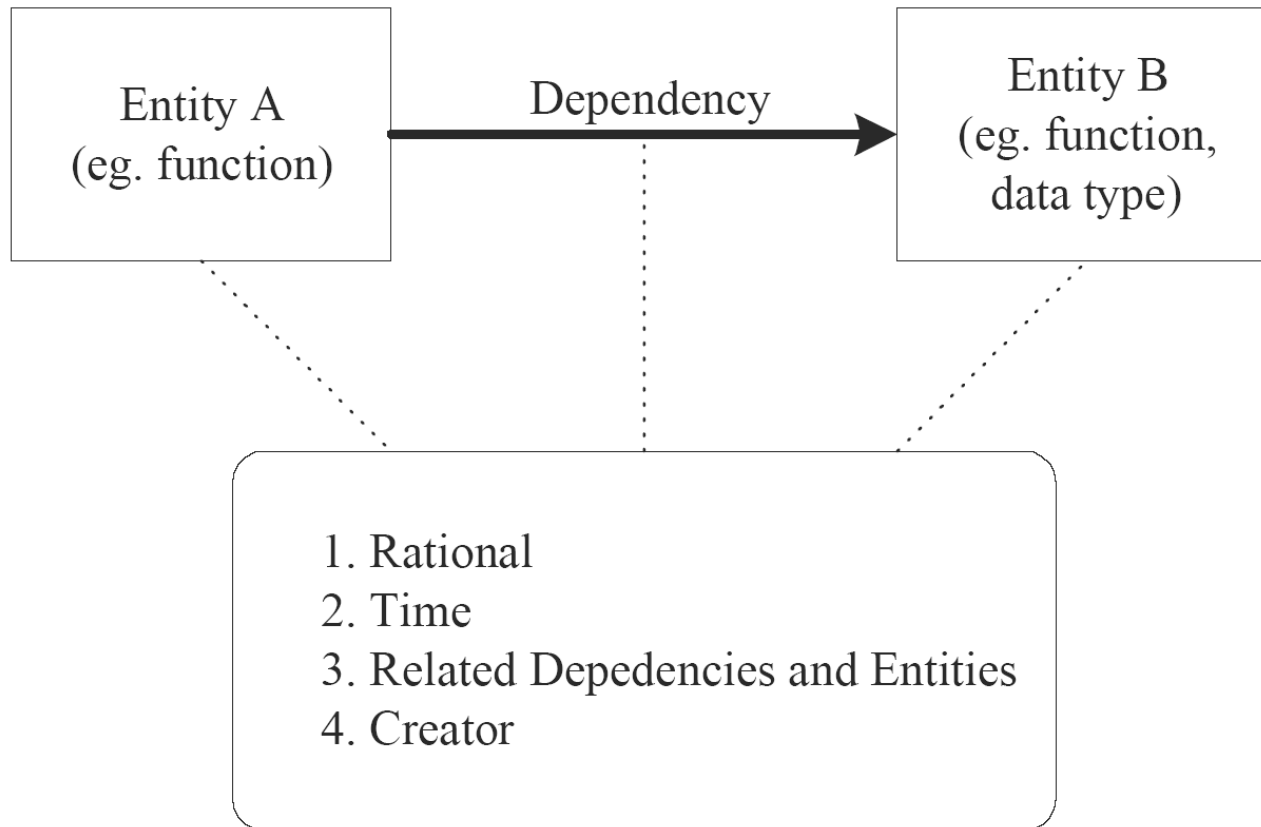 Entity A
(eg. function)
Dependency
Entity B
(eg. function,
data type)
1. Rational
2. Time
3. Related Depedencies and Entities
4. Creator